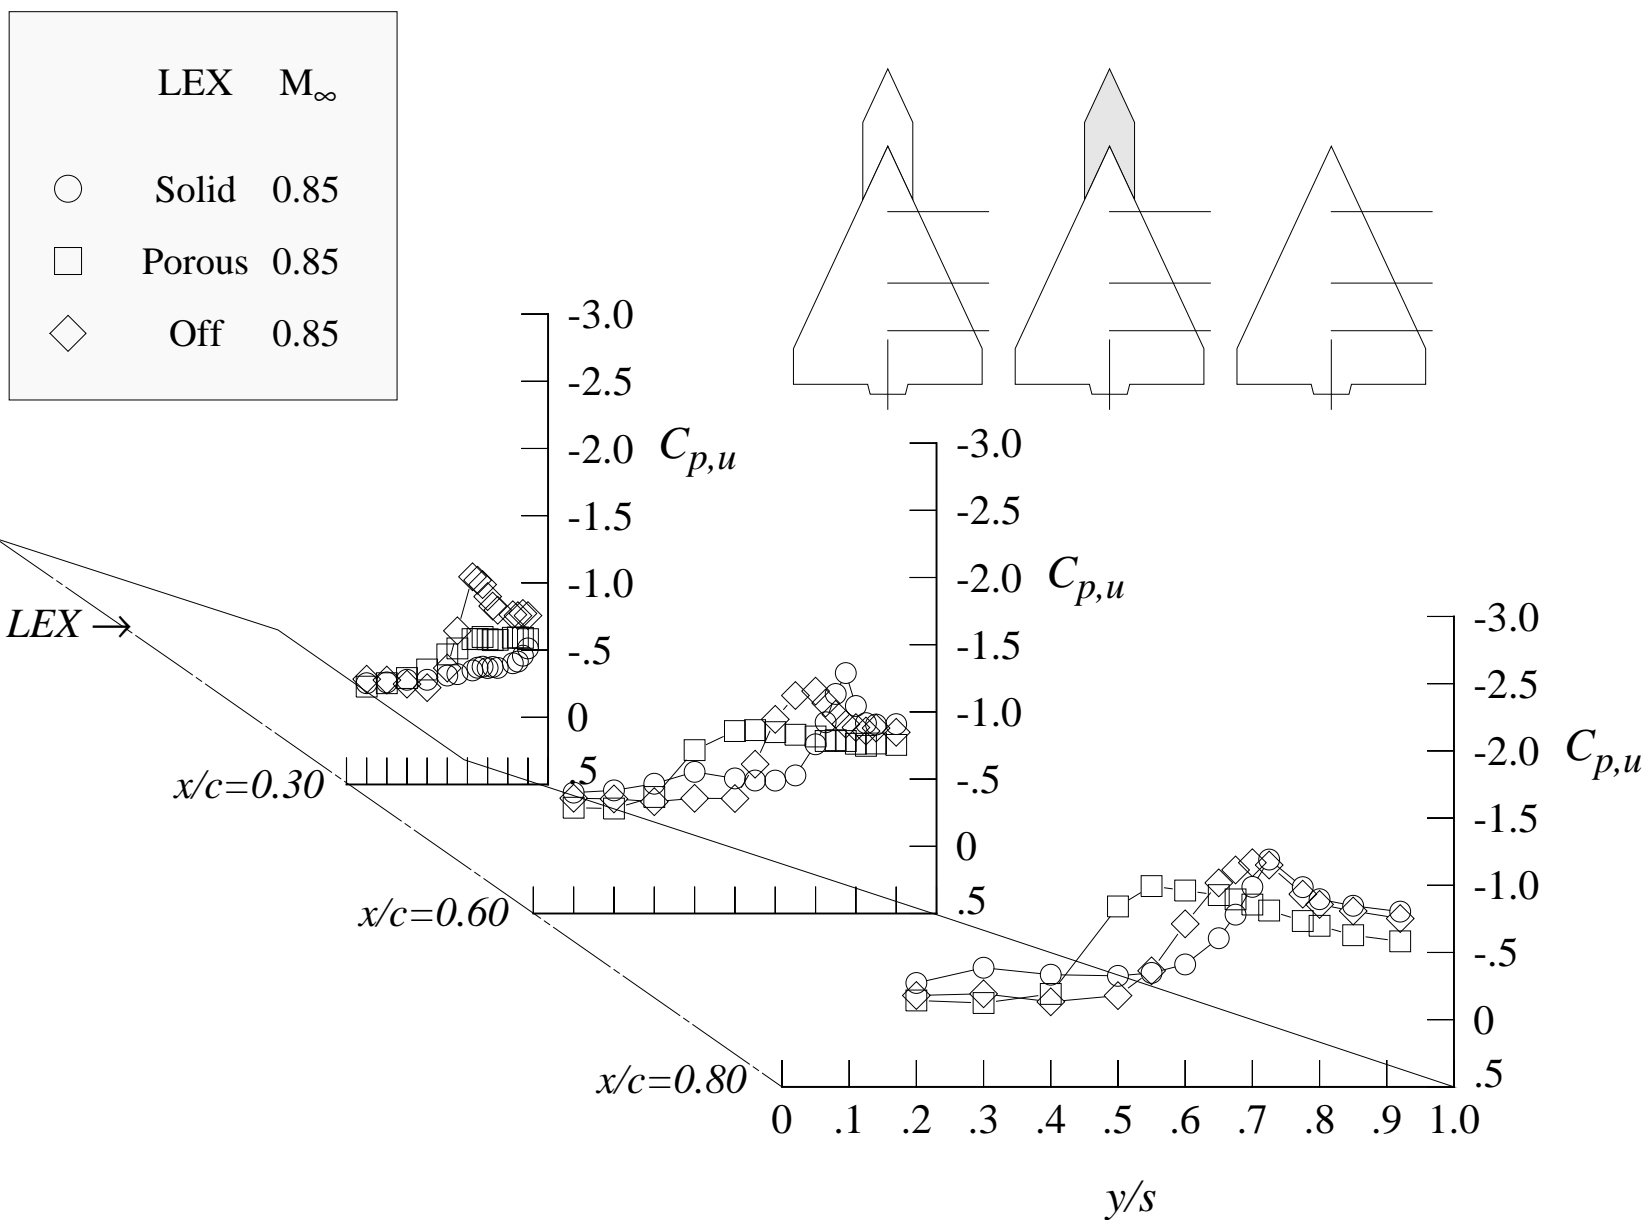 LEX M∞
Solid 0.85
Porous 0.85
Off 0.85
-3.0
-2.5
-2.0
-1.5
-1.0
-.5
0
.5
Cp,u
x/c=0.30
LEX →
-3.0
-2.5
-2.0
-1.5
-1.0
-.5
0
.5
Cp,u
x/c=0.60
-3.0
-2.5
-2.0
-1.5
-1.0
-.5
0
.5
Cp,u
x/c=0.80
0 .1 .2 .3 .4 .5 .6 .7 .8 .9 1.0
y/s